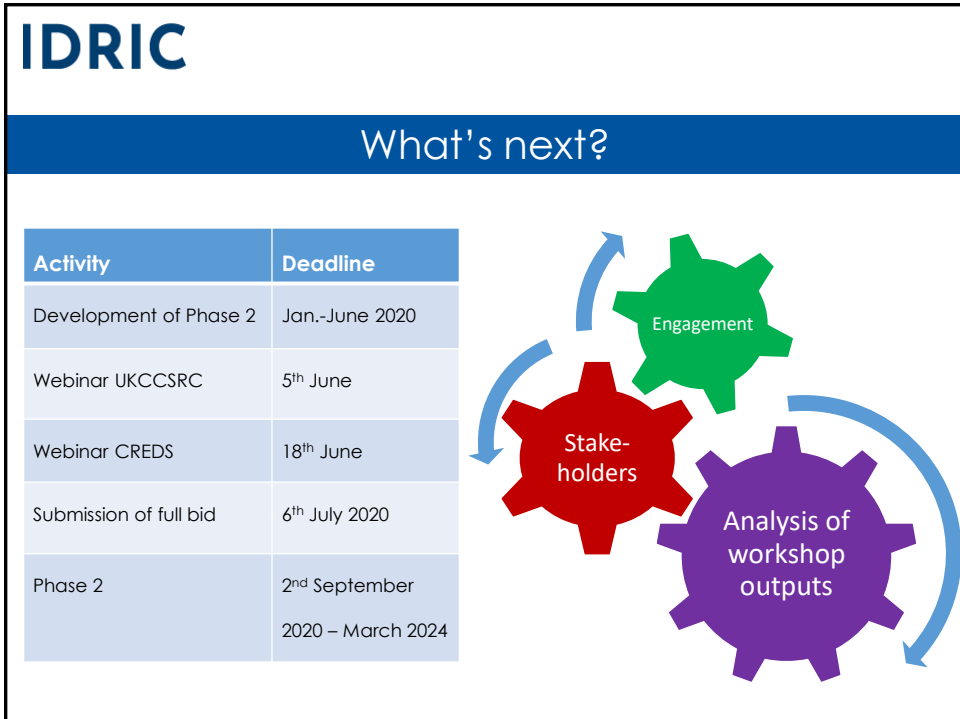 IDRIC
What's next?
Activity Deadline
Development of Phase 2 Jan.-June 2020
Webinar UKCCSRC 5th June
Webinar CREDS 18th June
Submission of full bid 6th July 2020
Phase 2 2nd September
2020 – March 2024
Engagement
Stake-
holders
Analysis of
workshop
outputs